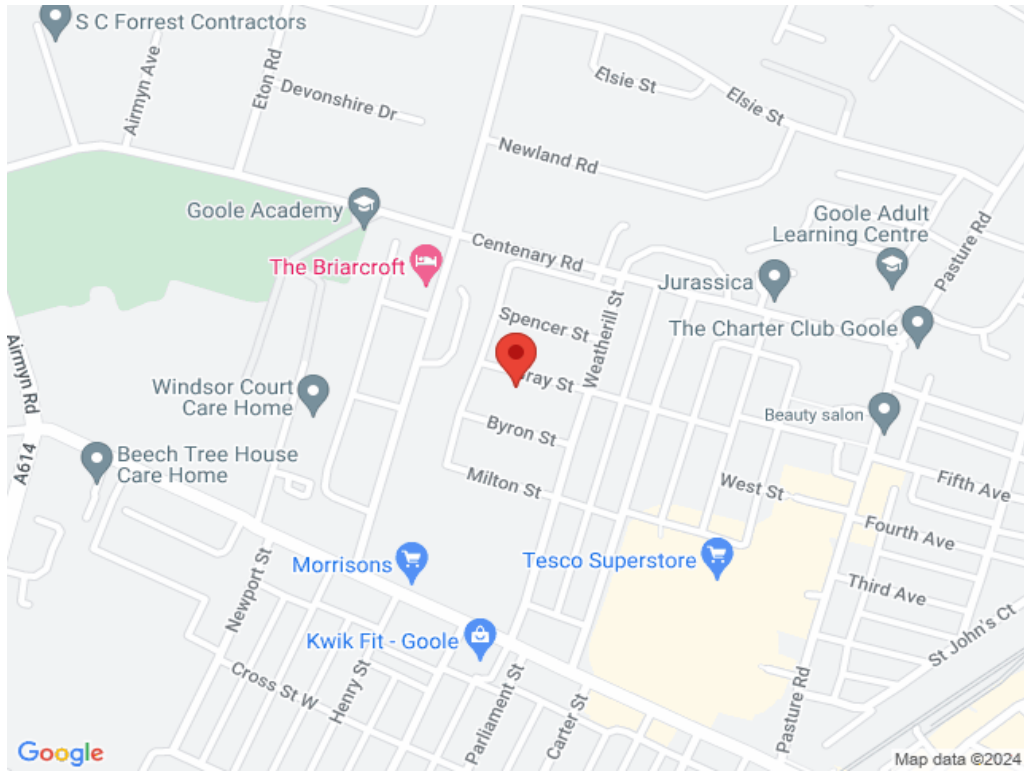 S C Forrest Contractors
Airmyn Ave
Eton Rd
Devonshire Dr
Elsie St
Elsie St
Newland Rd
Goole Academy
Goole Adult
Learning Centre
Pasture Rd
The Briarcroft
Centenary Rd
Jurassica
Spencer St
Weatherill St
The Charter Club Goole
Airmyn Rd
Windsor Court
Care Home
ray St
Beauty salon
Byron St
A614
Beech Tree House
Care Home
Milton St
West St
Fifth Ave
Fourth Ave
Morrisons
Tesco Superstore
Newport St
Third Ave
Kwik Fit - Goole
St John's Ct
Cross St W
Henry St
Parliament St
Carter St
Pasture Rd
Google
Map data ©2024